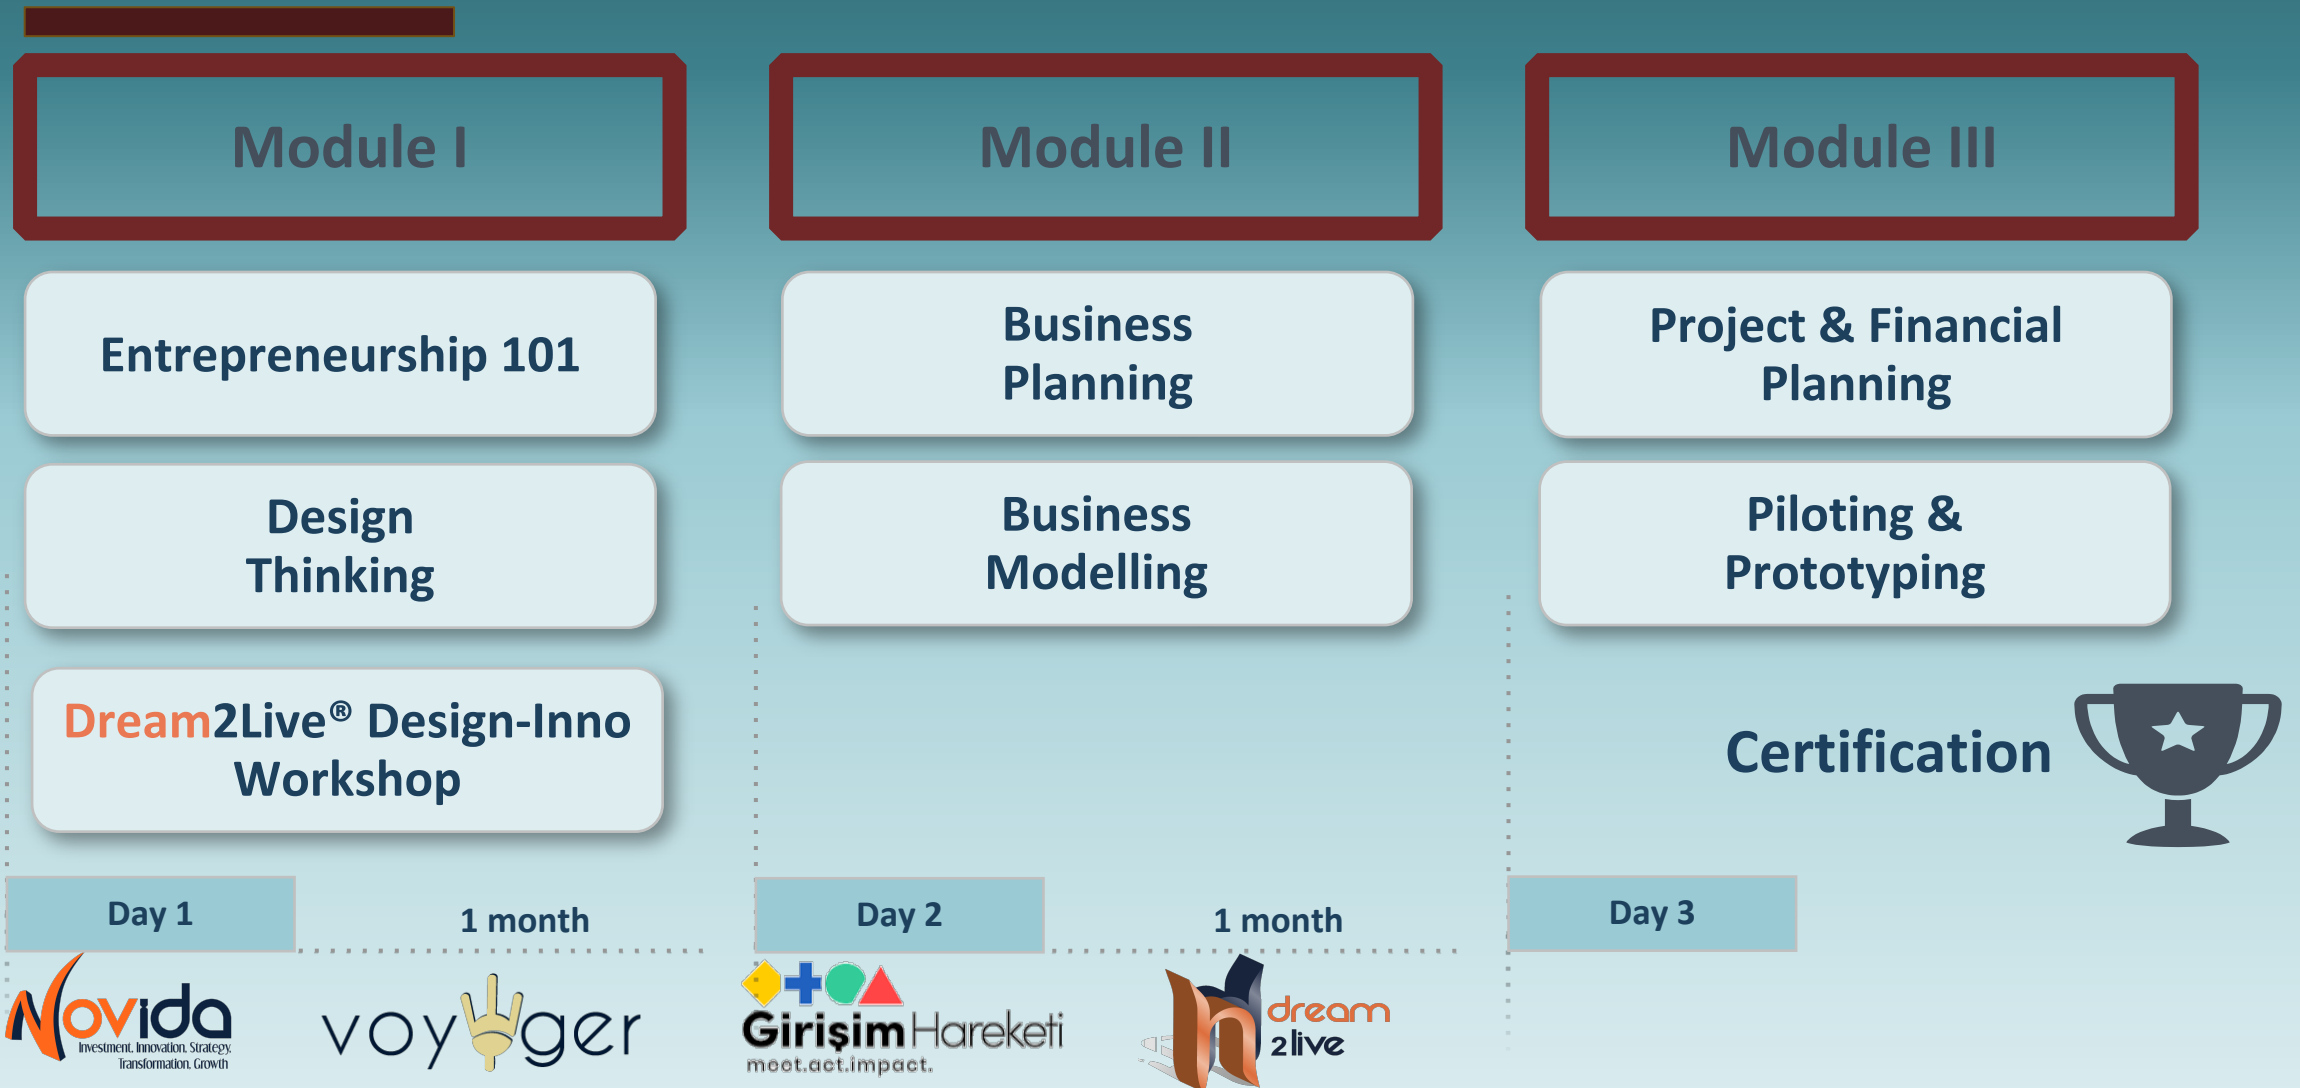 Module I
Module II
Module III
Entrepreneurship 101
Design
Thinking
Dream2Live® Design-Inno
Workshop
Business
Planning
Business
Modelling
Project & Financial
Planning
Piloting &
Prototyping
Certification
Day 1
1 month
Day 2
1 month
Day 3
Novida
Investment. Innovation. Strategy.
Transformation. Growth
voyager
Girişim Hareketi
meet.act.impact.
dream
2live